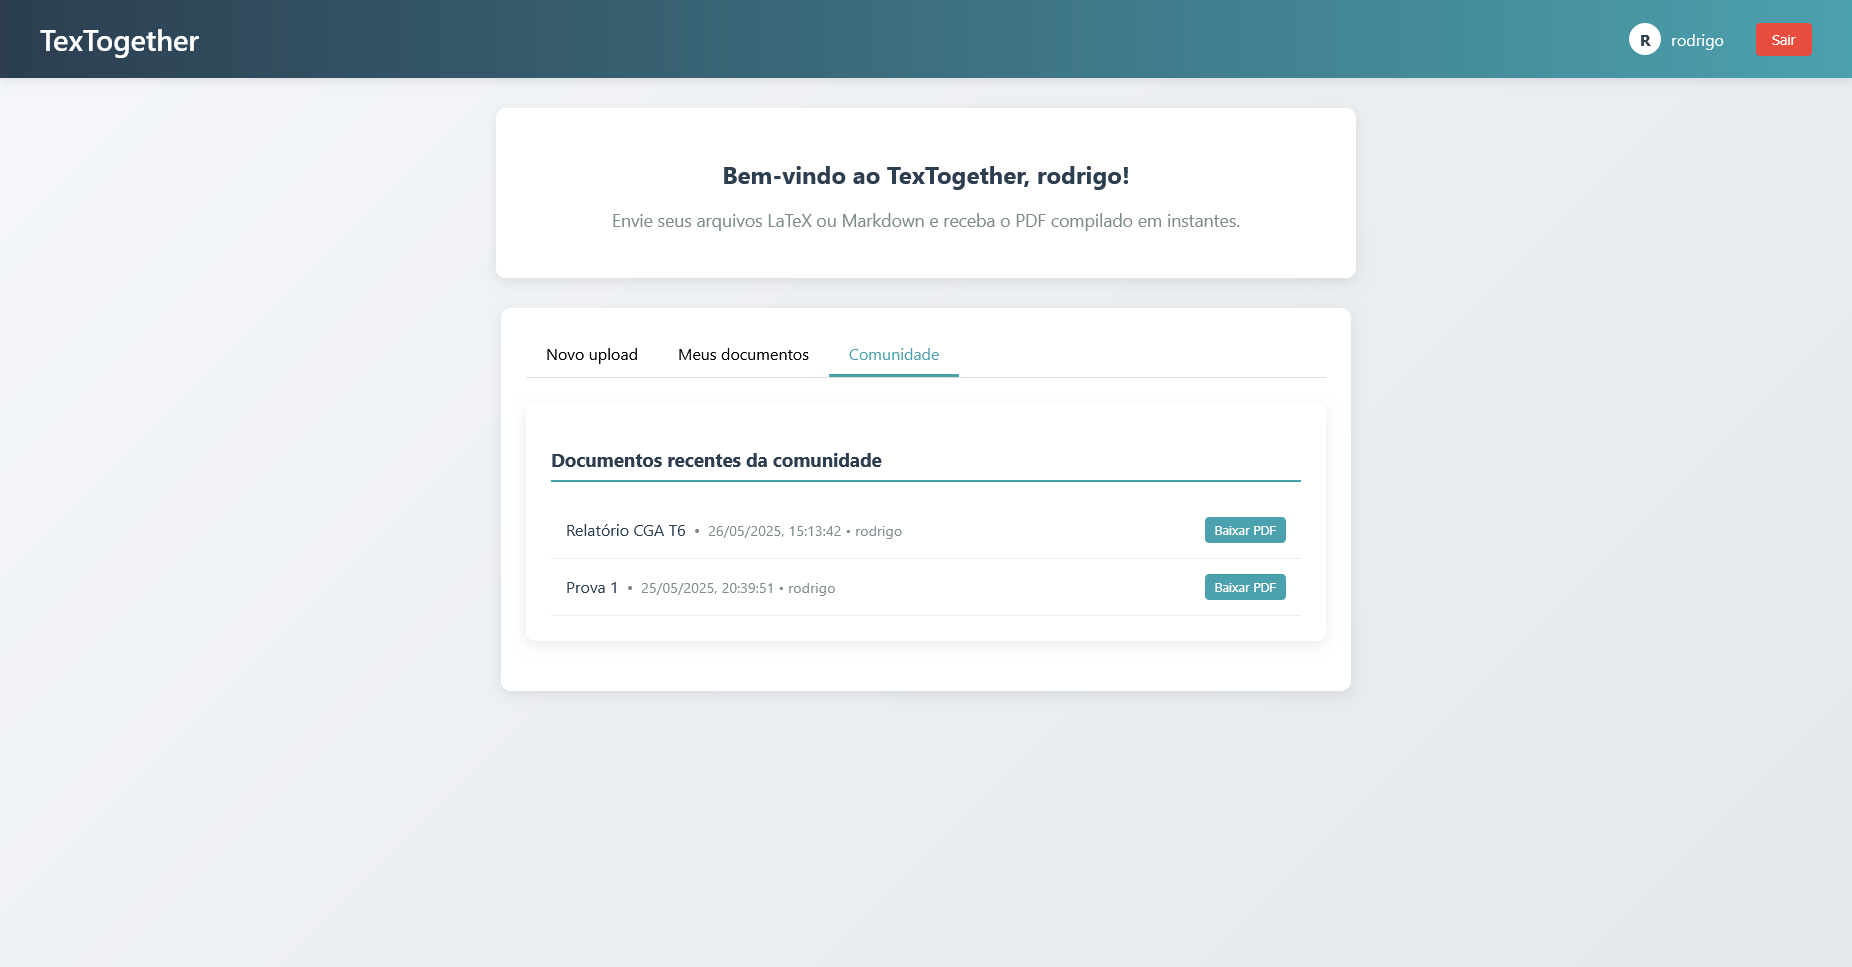 TexTogether
R rodrigo Sair
Bem-vindo ao TexTogether, rodrigo!
Envie seus arquivos LaTeX ou Markdown e receba o PDF compilado em instantes.
Novo upload Meus documentos Comunidade
Documentos recentes da comunidade
Relatório CGA T6 • 26/05/2025, 15:13:42 • rodrigo Baixar PDF
Prova 1 • 25/05/2025, 20:39:51 • rodrigo Baixar PDF